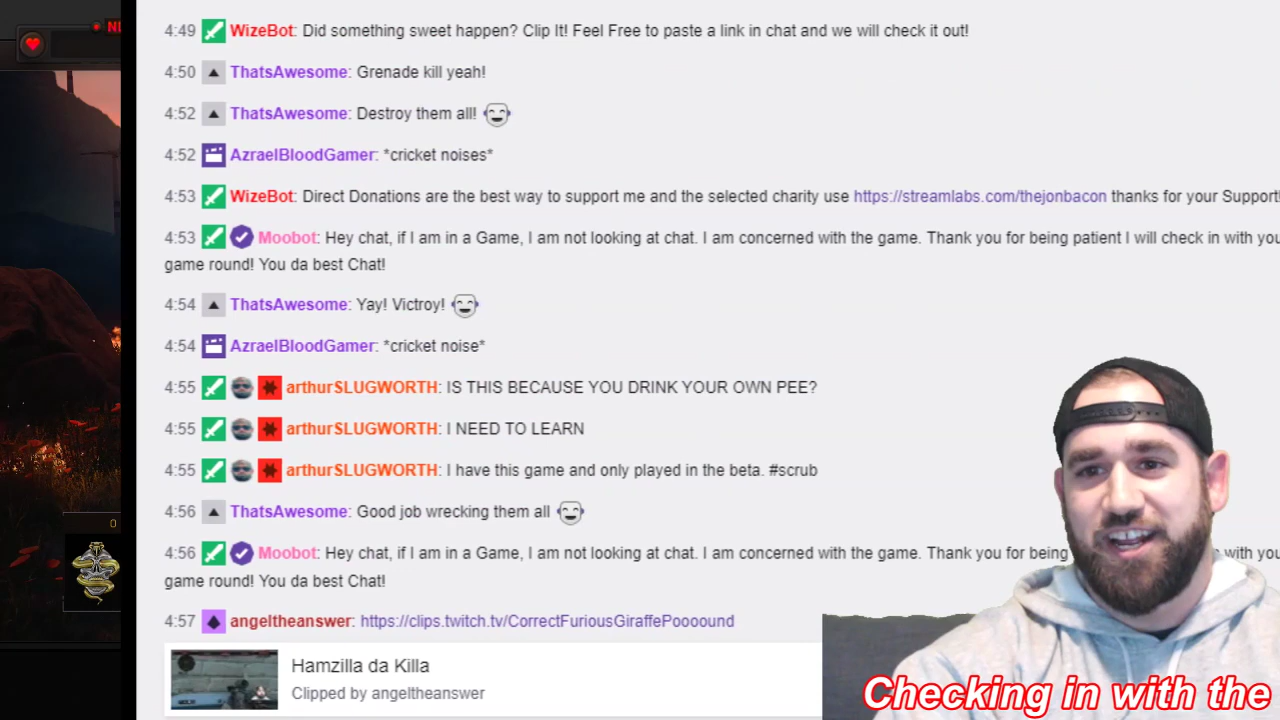 NI
4:49 WizeBot: Did something sweet happen? Clip It! Feel Free to paste a link in chat and we will check it out!
4:50 ThatsAwesome: Grenade kill yeah!
4:52 ThatsAwesome: Destroy them all!
4:52 AzraelBloodGamer: *cricket noises*
4:53 WizeBot: Direct Donations are the best way to support me and the selected charity use https://streamlabs.com/thejonbacon thanks for your Support!
4:53 Moobot: Hey chat, if I am in a Game, I am not looking at chat. I am concerned with the game. Thank you for being patient I will check in with you
game round! You da best Chat!
4:54 ThatsAwesome: Yay! Victroy!
4:54 AzraelBloodGamer: *cricket noise*
4:55 arthurSLUGWORTH: IS THIS BECAUSE YOU DRINK YOUR OWN PEE?
4:55 arthurSLUGWORTH: I NEED TO LEARN
4:55 arthurSLUGWORTH: I have this game and only played in the beta. #scrub
4:56 ThatsAwesome: Good job wrecking them all
4:56 Moobot: Hey chat, if I am in a Game, I am not looking at chat. I am concerned with the game. Thank you for being with you
game round! You da best Chat!
0
4:57 angeltheanswer: https://clips.twitch.tv/CorrectFuriousGiraffePoooound
Hamzilla da Killa
Clipped by angeltheanswer
Checking in with the